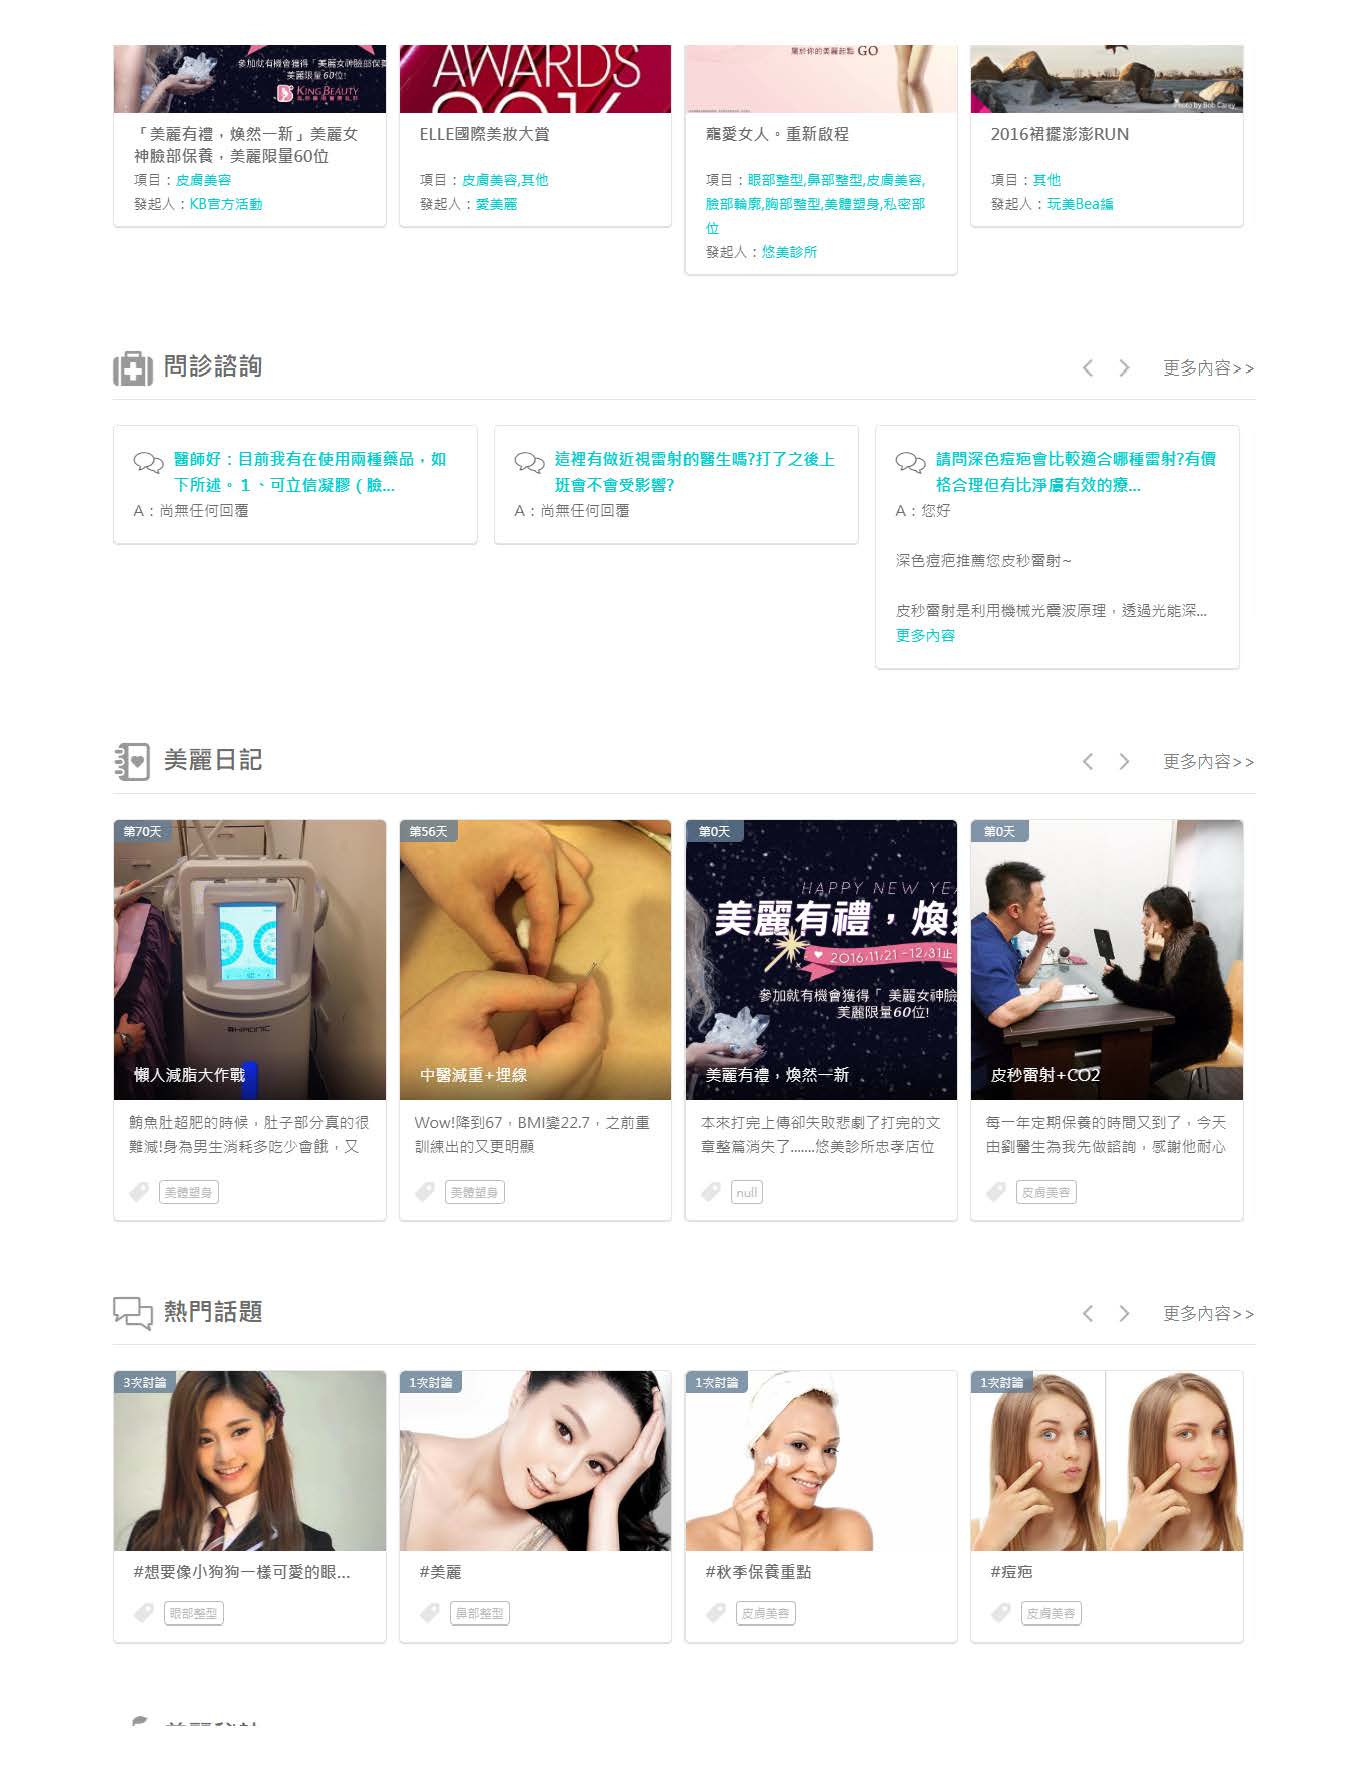 參加就有機會獲得「美麗女神臉部保養
美麗限量60位!
KING BEAUTY
AWARDS
2016
屬於你的美麗起點 GO
Photo by Bob Carey
「美麗有禮，煥然一新」美麗女
神臉部保養，美麗限量60位
項目：皮膚美容
發起人：KB官方活動
ELLE國際美妝大賞
項目：皮膚美容,其他
發起人：愛美麗
寵愛女人。重新啟程
項目：眼部整型,鼻部整型,皮膚美容,
臉部輪廓,胸部整型,美體塑身,私密部
位
發起人：悠美診所
2016裙擺澎澎RUN
項目：其他
發起人：玩美Bea編
問診諮詢
更多內容>>
醫師好：目前我有在使用兩種藥品，如
下所述。１、可立信凝膠（臉...
A：尚無任何回覆
這裡有做近視雷射的醫生嗎?打了之後上
班會不會受影響?
A：尚無任何回覆
請問深色痘疤會比較適合哪種雷射?有價
格合理但有比淨膚有效的療...
A：您好
深色痘疤推薦您皮秒雷射~
皮秒雷射是利用機械光震波原理，透過光能深...
更多內容
美麗日記
更多內容>>
第70天
HIRONIC
懶人減脂大作戰
鮪魚肚超肥的時候，肚子部分真的很
難減!身為男生消耗多吃少會餓，又
美體塑身
第56天
中醫減重+埋線
Wow!降到67，BMI變22.7，之前重
訓練出的又更明顯
美體塑身
第0天
HAPPY NEW YEA
美麗有禮，煥然
2016/11/21-12/31止
參加就有機會獲得「 美麗女神臉
美麗限量60位!
美麗有禮，煥然一新
本來打完上傳卻失敗悲劇了打完的文
章整篇消失了.......悠美診所忠孝店位
null
第0天
皮秒雷射+CO2
每一年定期保養的時間又到了，今天
由劉醫生為我先做諮詢，感謝他耐心
皮膚美容
熱門話題
更多內容>>
3次討論
#想要像小狗狗一樣可愛的眼...
眼部整型
1次討論
#美麗
鼻部整型
1次討論
#秋季保養重點
皮膚美容
1次討論
#痘疤
皮膚美容